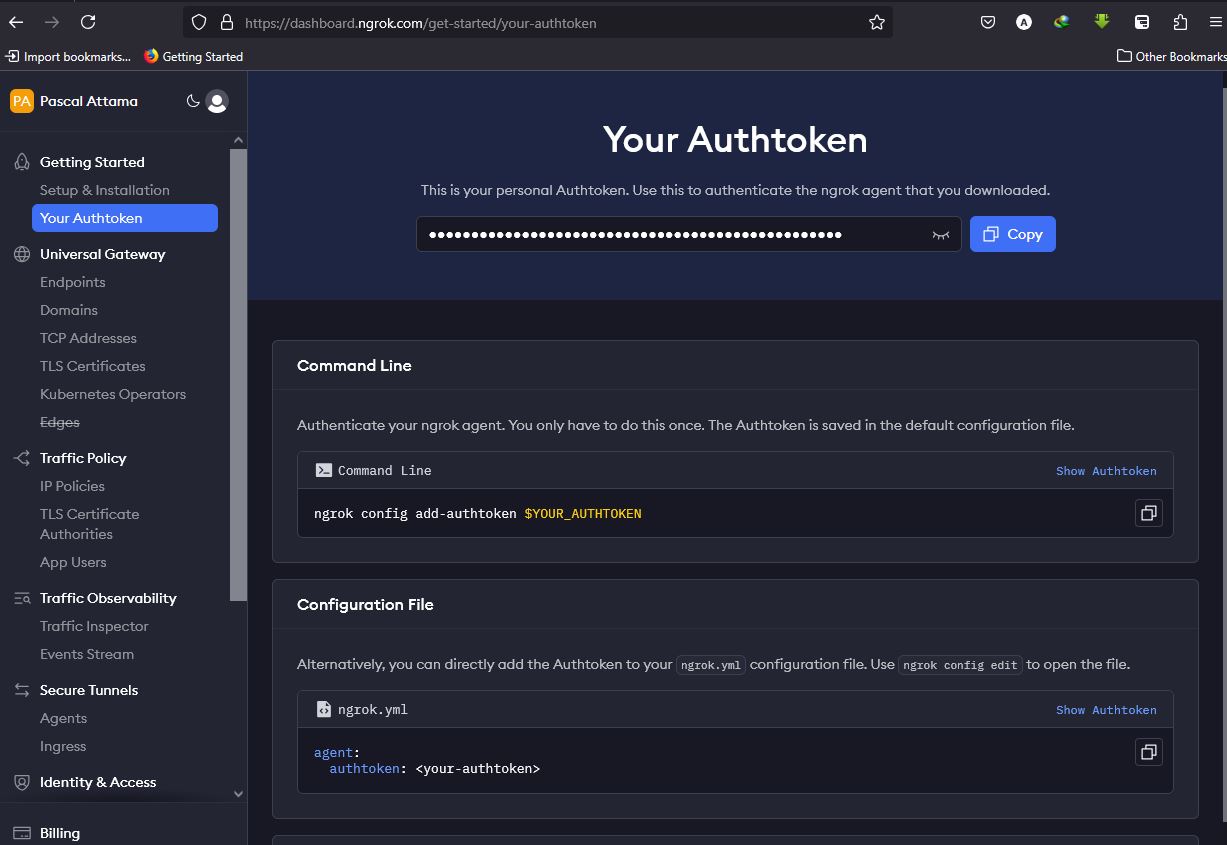 https://dashboard.ngrok.com/get-started/your-authtoken
Import bookmarks...
Getting Started
Other Bookmarks
PA
Pascal Attama
Getting Started
Setup & Installation
Your Authtoken
Universal Gateway
Endpoints
Domains
TCP Addresses
TLS Certificates
Kubernetes Operators
Edges
Traffic Policy
IP Policies
TLS Certificate
Authorities
App Users
Traffic Observability
Traffic Inspector
Events Stream
Secure Tunnels
Agents
Ingress
Identity & Access
Billing
Your Authtoken
This is your personal Authtoken. Use this to authenticate the ngrok agent that you downloaded.
Copy
Command Line
Authenticate your ngrok agent. You only have to do this once. The Authtoken is saved in the default configuration file.
Command Line
Show Authtoken
ngrok config add-authtoken $YOUR_AUTHTOKEN
Configuration File
Alternatively, you can directly add the Authtoken to your ngrok.yml configuration file. Use ngrok config edit to open the file.
ngrok.yml
Show Authtoken
agent:
authtoken: <your-authtoken>